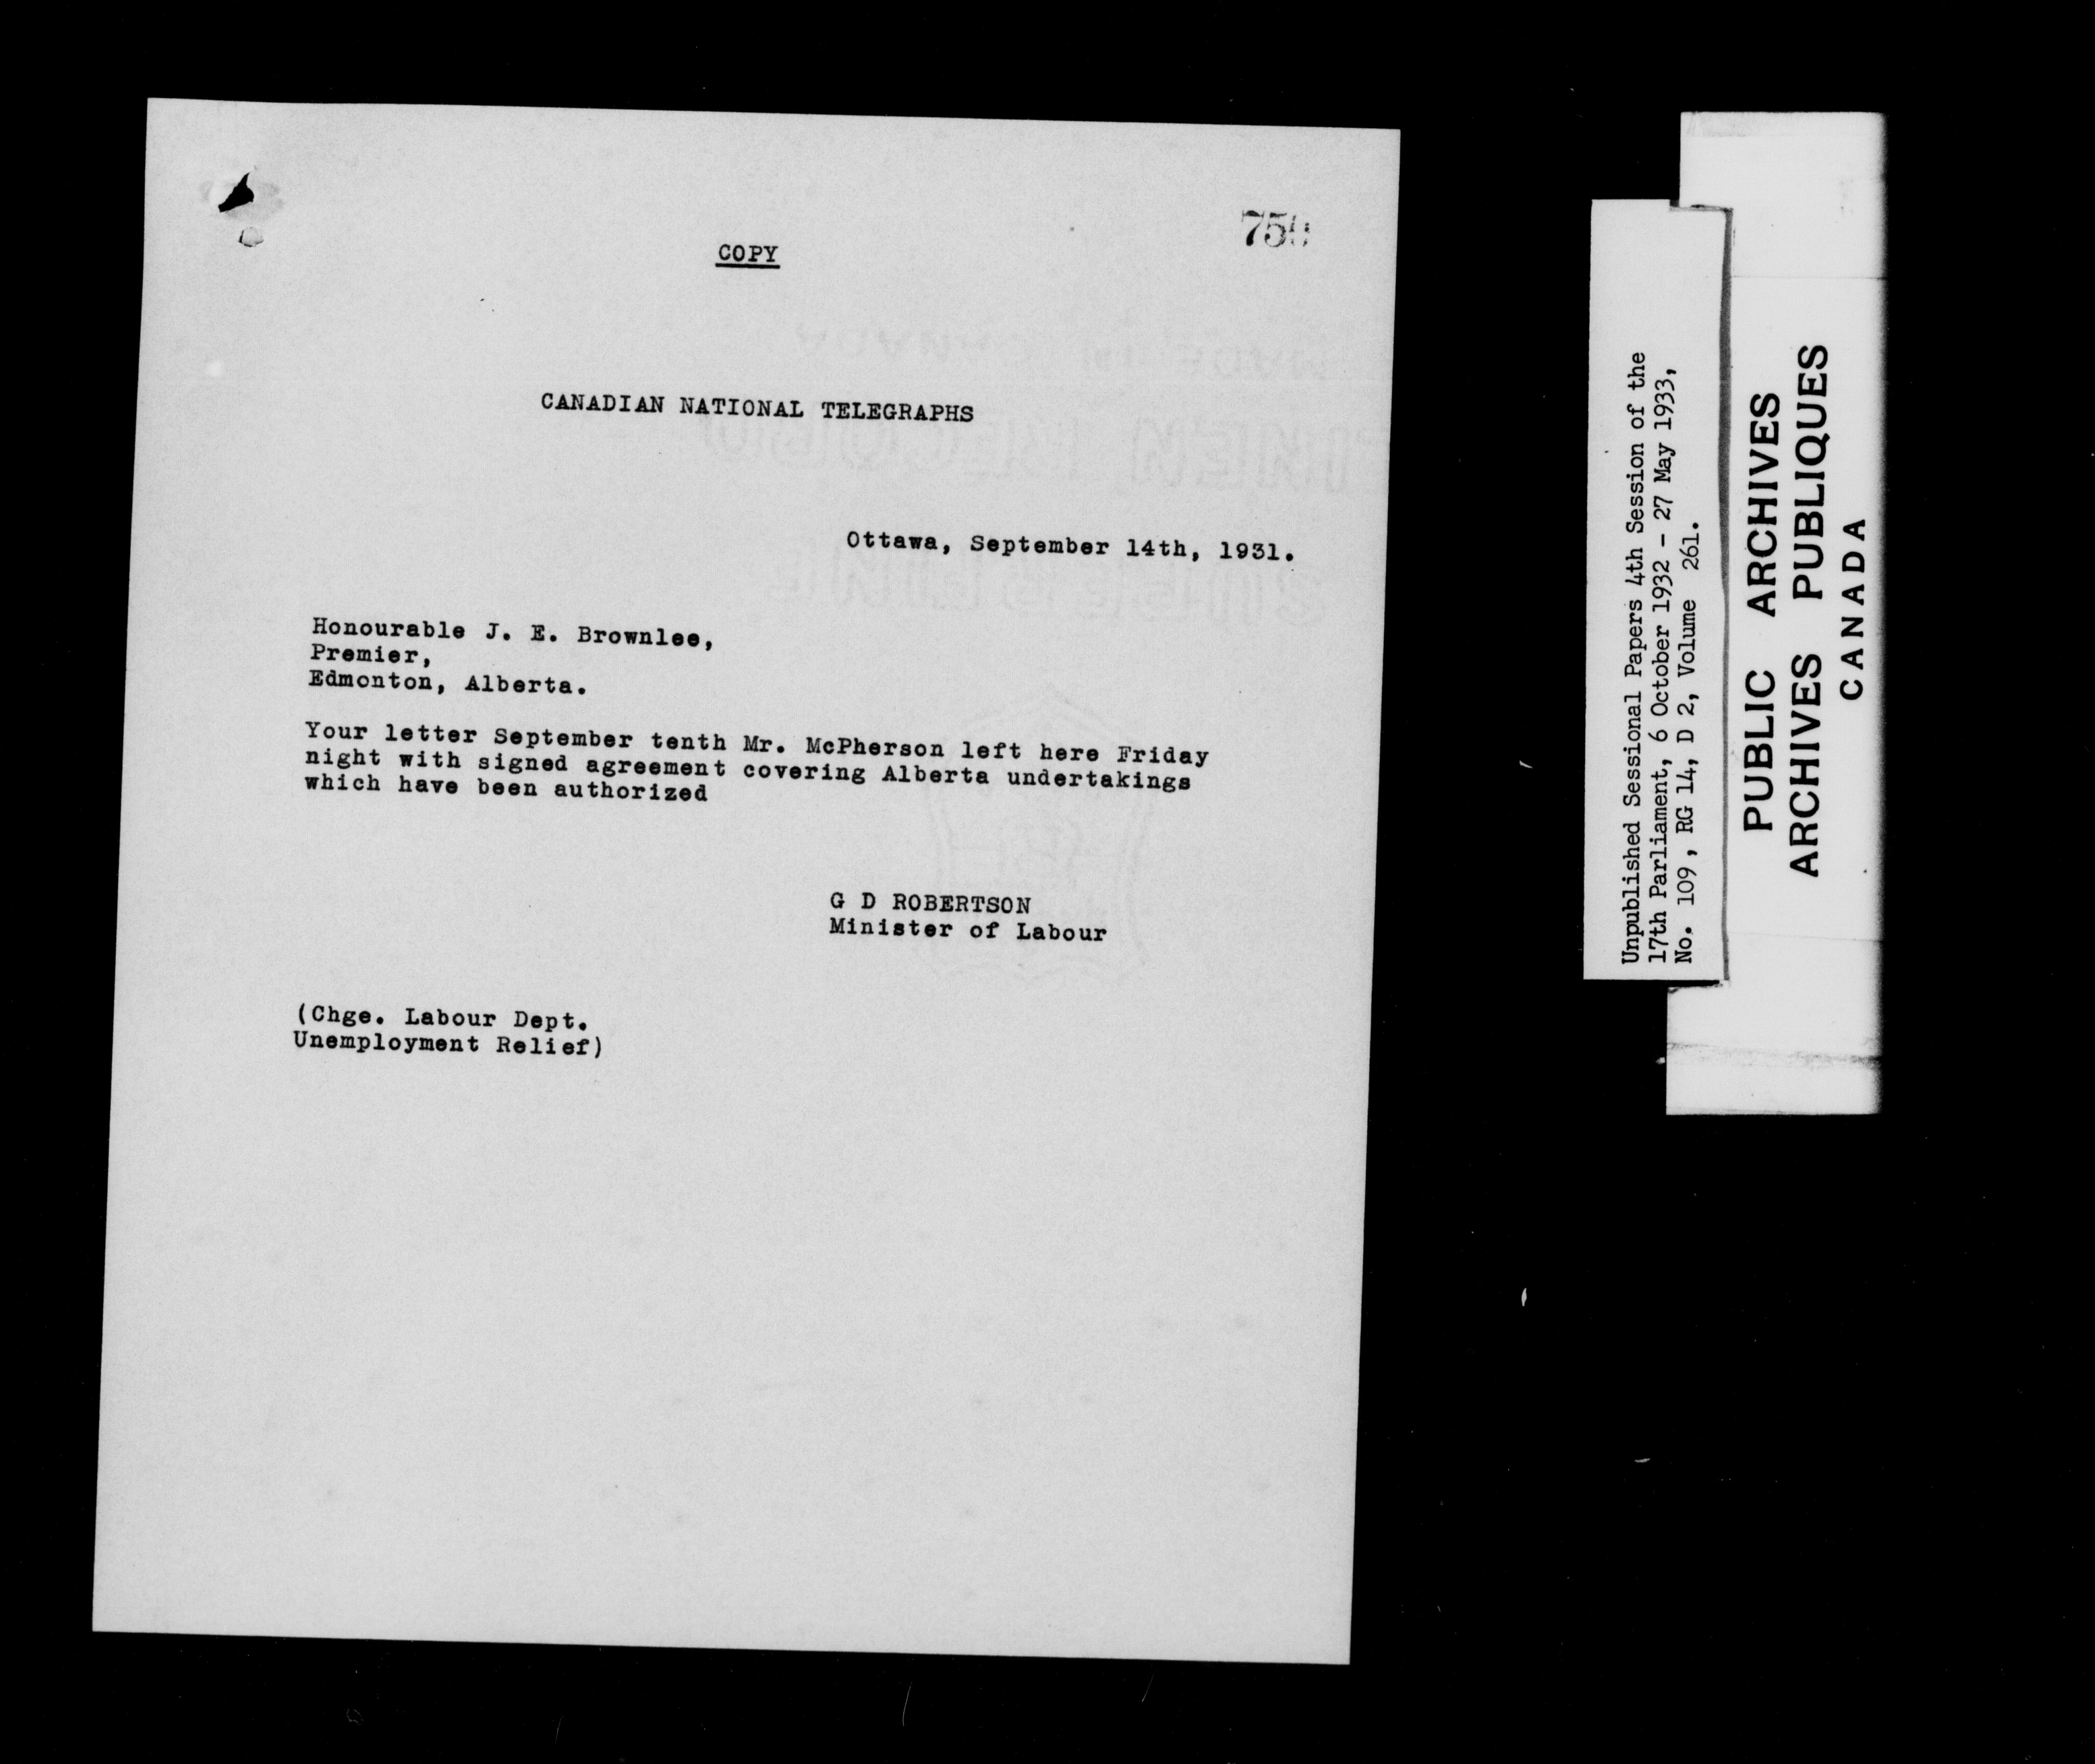 COPY
CANADIAN NATIONAL TELEGRAPHS
Ottawa, September 14th, 1931.
Honourable J. E. Brownlee,
Premier,
Edmonton, Alberta.
Your letter September tenth Mr. McPherson left here Friday
night with signed agreement covering Alberta undertakings
which have been authorized
G D ROBERTSON
Minister of Labour
(Chge. Labour Dept.
Unemployment Relief)
Unpublished Sessional Papers 4th Session of the
17th Parliament, 6 October 1932 - 27 May 1933,
No. 109, RG 14, D 2, Volume 261.
PUBLIC ARCHIVES
ARCHIVES PUBLIQUES
CANADA